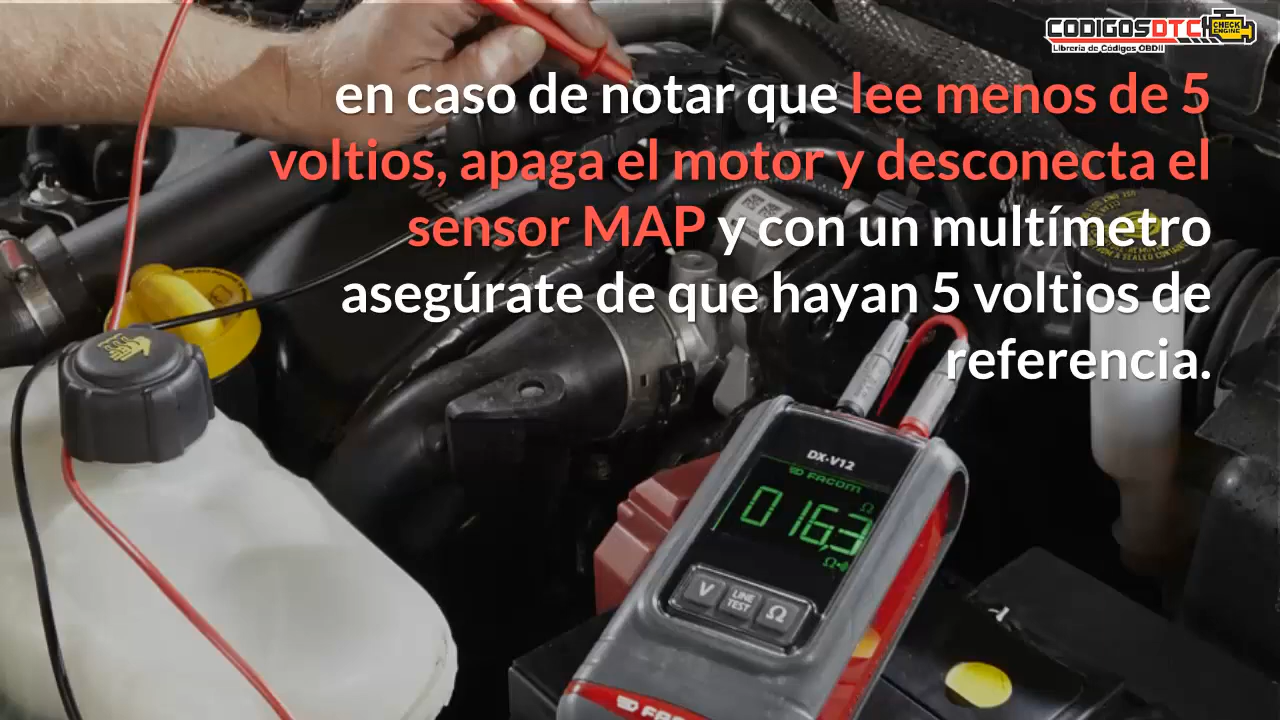 CODIGOSDTC
CHECK
ENGINE
Librería de Códigos OBDII
en caso de notar que lee menos de 5
voltios, apaga el motor y desconecta el
sensor MAP y con un multímetro
asegúrate de que hayan 5 voltios de
referencia.
DX-V12
FACOM
Ω
016,3
Ω
V
LINE
TEST
Ω